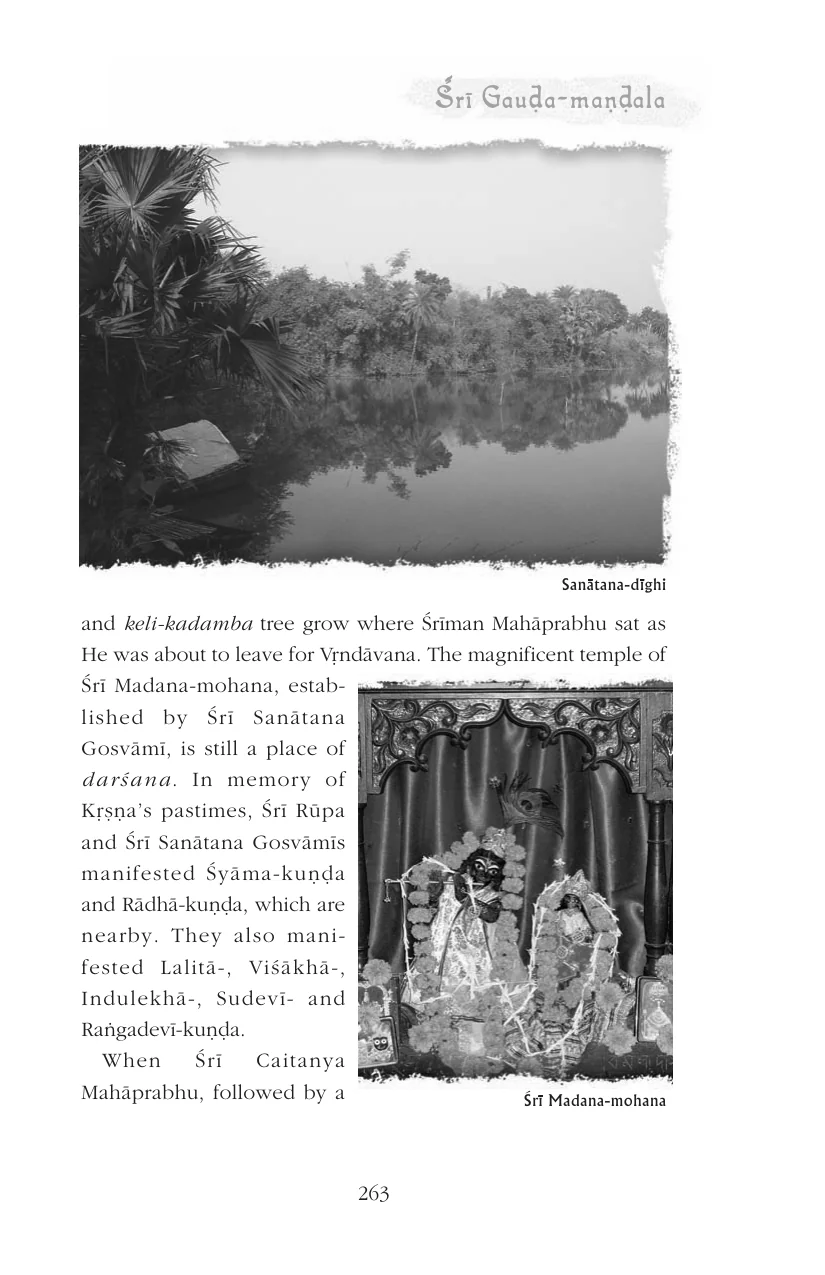 Śrī Gauḍa-maṇḍala
Sanātana-dīghi
and keli-kadamba tree grow where Śrīman Mahāprabhu sat as
He was about to leave for Vṛndāvana. The magnificent temple of
Śrī Madana-mohana, estab-
lished by Śrī Sanātana
Gosvāmī, is still a place of
darśana. In memory of
Kṛṣṇa’s pastimes, Śrī Rūpa
and Śrī Sanātana Gosvāmīs
manifested Śyāma-kuṇḍa
and Rādhā-kuṇḍa, which are
nearby. They also mani-
fested Lalitā-, Viśākhā-,
Indulekhā-, Sudevī- and
Raṅgadevī-kuṇḍa.
When Śrī Caitanya
Mahāprabhu, followed by a
Śrī Madana-mohana
263